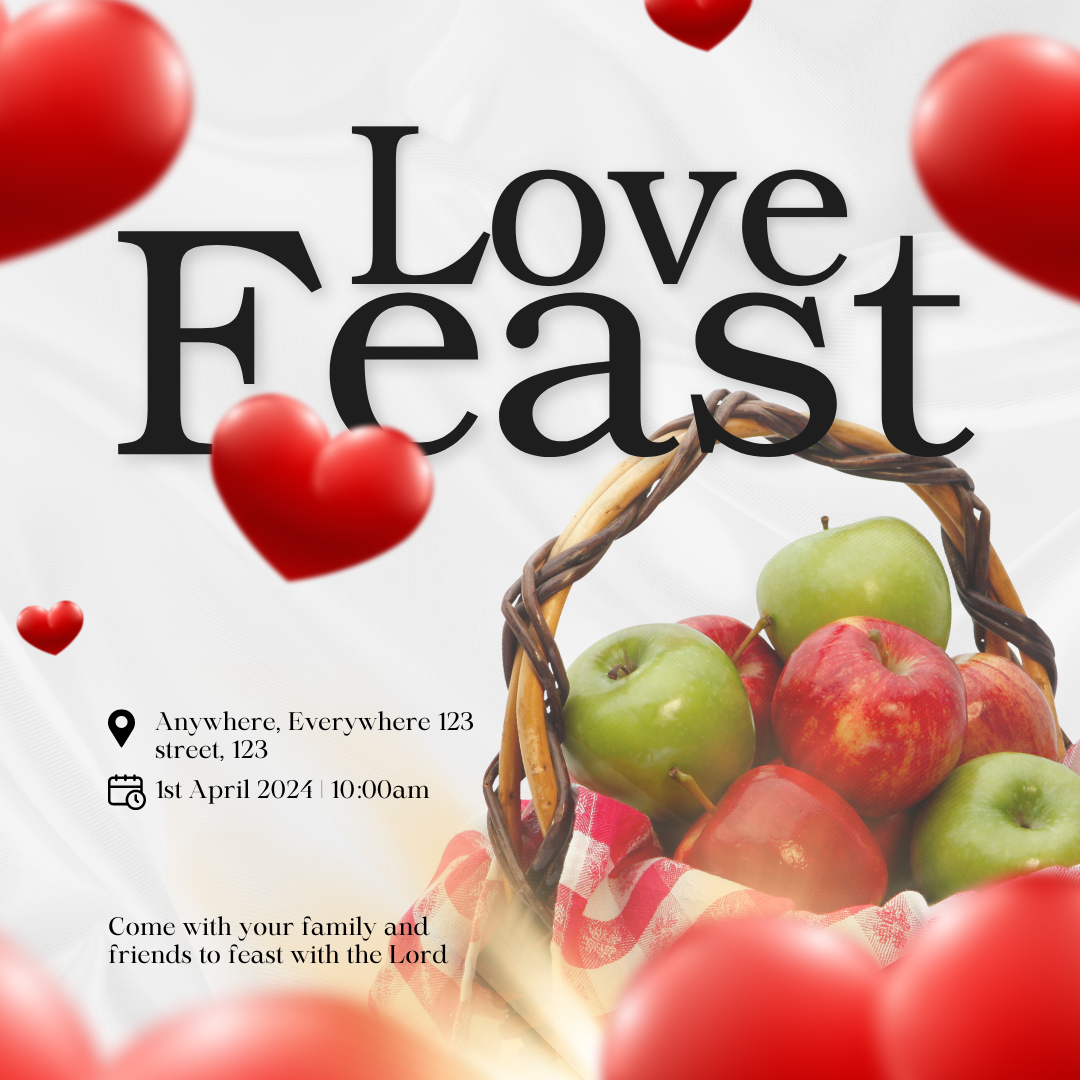 Love
Feast
Anywhere, Everywhere 123
street, 123
1st April 2024 | 10:00am
Come with your family and
friends to feast with the Lord